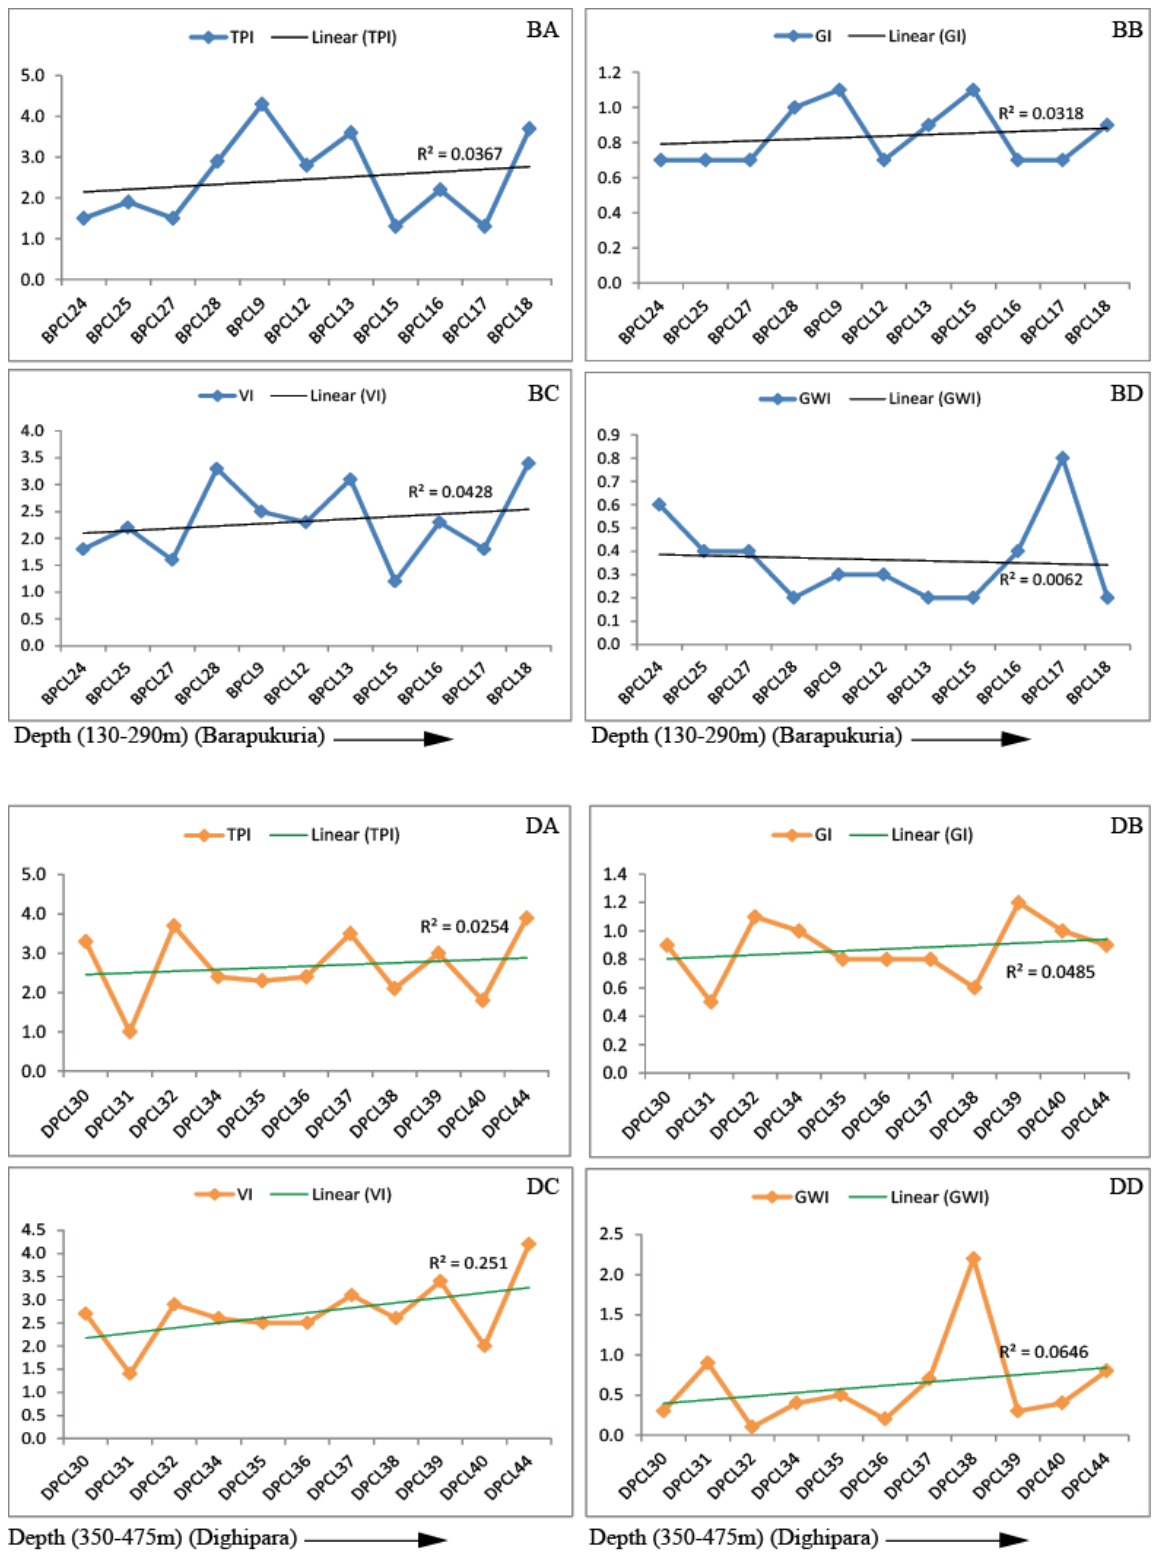 BA
TPI Linear (TPI)
5.0
4.0
3.0
2.0
1.0
0.0
R² = 0.0367
BPCL24 BPCL25 BPCL27 BPCL28 BPCL9 BPCL12 BPCL13 BPCL15 BPCL16 BPCL17 BPCL18
BB
GI Linear (GI)
1.2
1.0
0.8
0.6
0.4
0.2
0.0
R² = 0.0318
BPCL24 BPCL25 BPCL27 BPCL28 BPCL9 BPCL12 BPCL13 BPCL15 BPCL16 BPCL17 BPCL18
BC
VI Linear (VI)
4.0
3.5
3.0
2.5
2.0
1.5
1.0
0.5
0.0
R² = 0.0428
BPCL24 BPCL25 BPCL27 BPCL28 BPCL9 BPCL12 BPCL13 BPCL15 BPCL16 BPCL17 BPCL18
Depth (130-290m) (Barapukuria)
BD
GWI Linear (GWI)
0.9
0.8
0.7
0.6
0.5
0.4
0.3
0.2
0.1
0.0
R² = 0.0062
BPCL24 BPCL25 BPCL27 BPCL28 BPCL9 BPCL12 BPCL13 BPCL15 BPCL16 BPCL17 BPCL18
Depth (130-290m) (Barapukuria)
DA
TPI Linear (TPI)
5.0
4.0
3.0
2.0
1.0
0.0
R² = 0.0254
DPCL30 DPCL31 DPCL32 DPCL34 DPCL35 DPCL36 DPCL37 DPCL38 DPCL39 DPCL40 DPCL44
DB
GI Linear (GI)
1.4
1.2
1.0
0.8
0.6
0.4
0.2
0.0
R² = 0.0485
DPCL30 DPCL31 DPCL32 DPCL34 DPCL35 DPCL36 DPCL37 DPCL38 DPCL39 DPCL40 DPCL44
DC
VI Linear (VI)
4.5
4.0
3.5
3.0
2.5
2.0
1.5
1.0
0.5
0.0
R² = 0.251
DPCL30 DPCL31 DPCL32 DPCL34 DPCL35 DPCL36 DPCL37 DPCL38 DPCL39 DPCL40 DPCL44
Depth (350-475m) (Dighipara)
DD
GWI Linear (GWI)
2.5
2.0
1.5
1.0
0.5
0.0
R² = 0.0646
DPCL30 DPCL31 DPCL32 DPCL34 DPCL35 DPCL36 DPCL37 DPCL38 DPCL39 DPCL40 DPCL44
Depth (350-475m) (Dighipara)